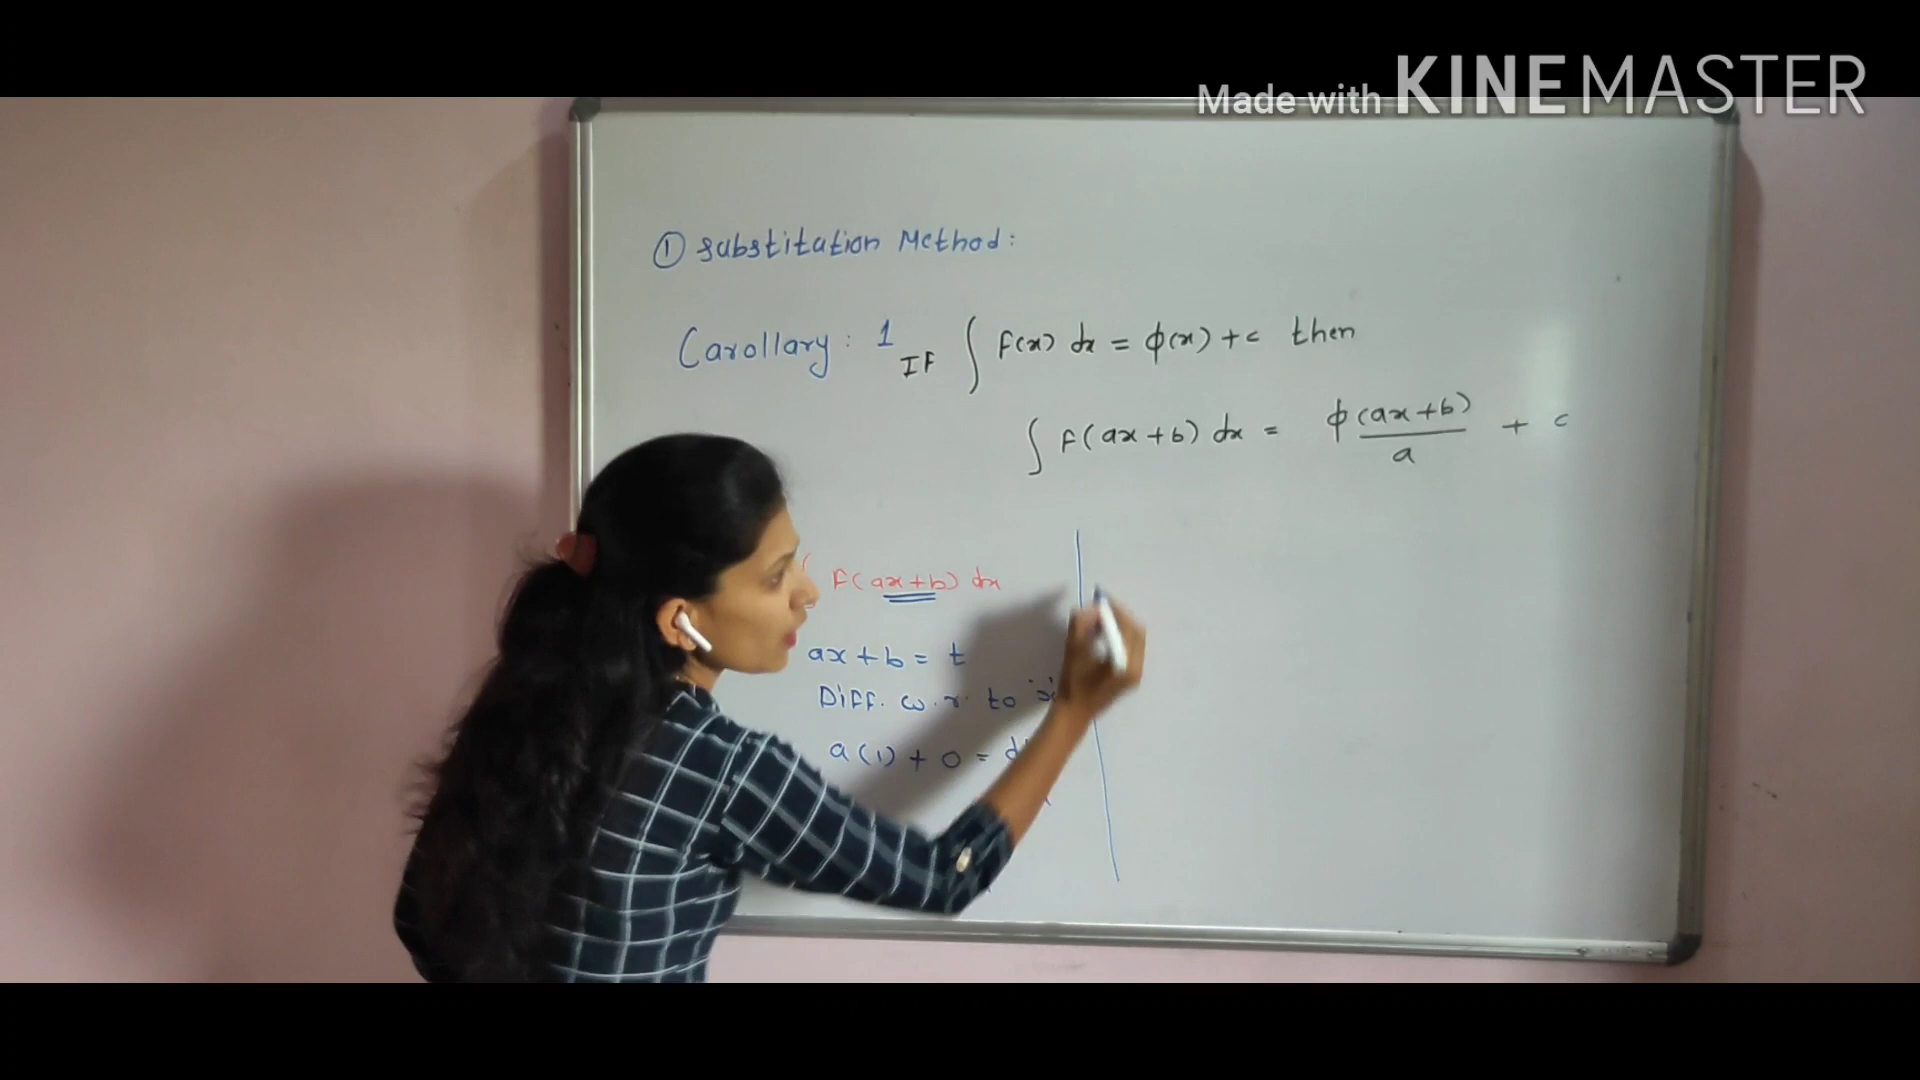 Made with KINEMASTER
① Substitation Method:
Carollary: 1 IF ∫ F(x) dx = ϕ(x) + c then
∫ F(ax+b) dx = ϕ(ax+b)/a + c
∫ F(ax+b) dx
ax+b = t
Diff. w.r. to 'x'
a(1) + 0 =